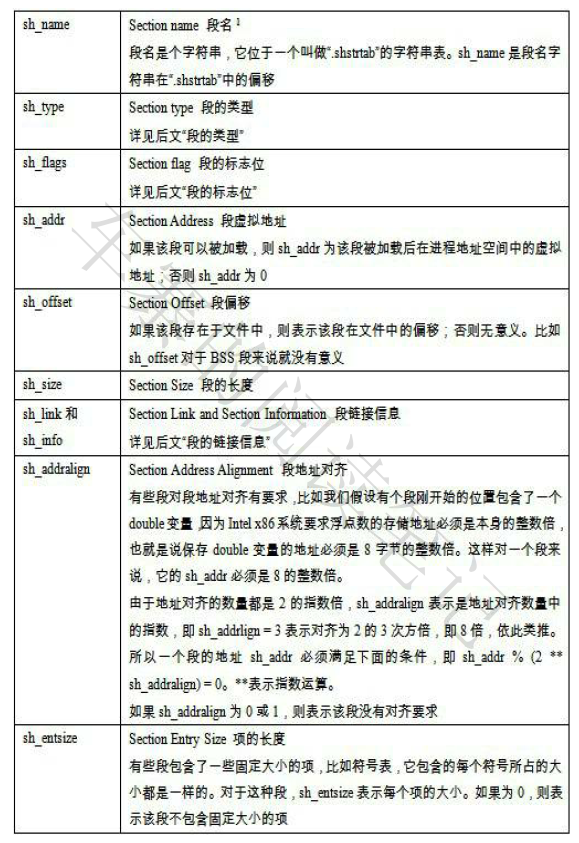 sh_name
Section name 段名 1
段名是个字符串，它位于一个叫做“.shstrtab”的字符串表。sh_name 是段名字
符串在“.shstrtab”中的偏移
sh_type
Section type 段的类型
详见后文“段的类型”
sh_flags
Section flag 段的标志位
详见后文“段的标志位”
sh_addr
Section Address 段虚拟地址
如果该段可以被加载，则 sh_addr 为该段被加载后在进程地址空间中的虚拟
地址；否则 sh_addr 为 0
sh_offset
Section Offset 段偏移
如果该段存在于文件中，则表示该段在文件中的偏移；否则无意义。比如
sh_offset 对于 BSS 段来说就没有意义
sh_size
Section Size 段的长度
sh_link 和
sh_info
Section Link and Section Information 段链接信息
详见后文“段的链接信息”
sh_addralign
Section Address Alignment 段地址对齐
有些段对段地址对齐有要求，比如我们假设有个段刚开始的位置包含了一个
double 变量，因为 Intel x86 系统要求浮点数的存储地址必须是本身的整数倍，
也就是说保存 double 变量的地址必须是 8 字节的整数倍。这样对一个段来
说，它的 sh_addr 必须是 8 的整数倍。
由于地址对齐的数量都是 2 的指数倍，sh_addralign 表示是地址对齐数量中
的指数，即 sh_addrlign = 3 表示对齐为 2 的 3 次方倍，即 8 倍，依此类推。
所以一个段的地址 sh_addr 必须满足下面的条件，即 sh_addr % (2 **
sh_addralign) = 0。**表示指数运算。
如果 sh_addralign 为 0 或 1，则表示该段没有对齐要求
sh_entsize
Section Entry Size 项的长度
有些段包含了一些固定大小的项，比如符号表，它包含的每个符号所占的大
小都是一样的。对于这种段，sh_entsize 表示每个项的大小。如果为 0，则表
示该段不包含固定大小的项
车寨的阅读笔记